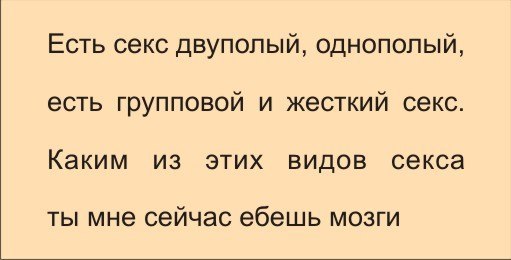 Есть секс двуполый, однополый,
есть групповой и жесткий секс.
Каким из этих видов секса
ты мне сейчас ебешь мозги